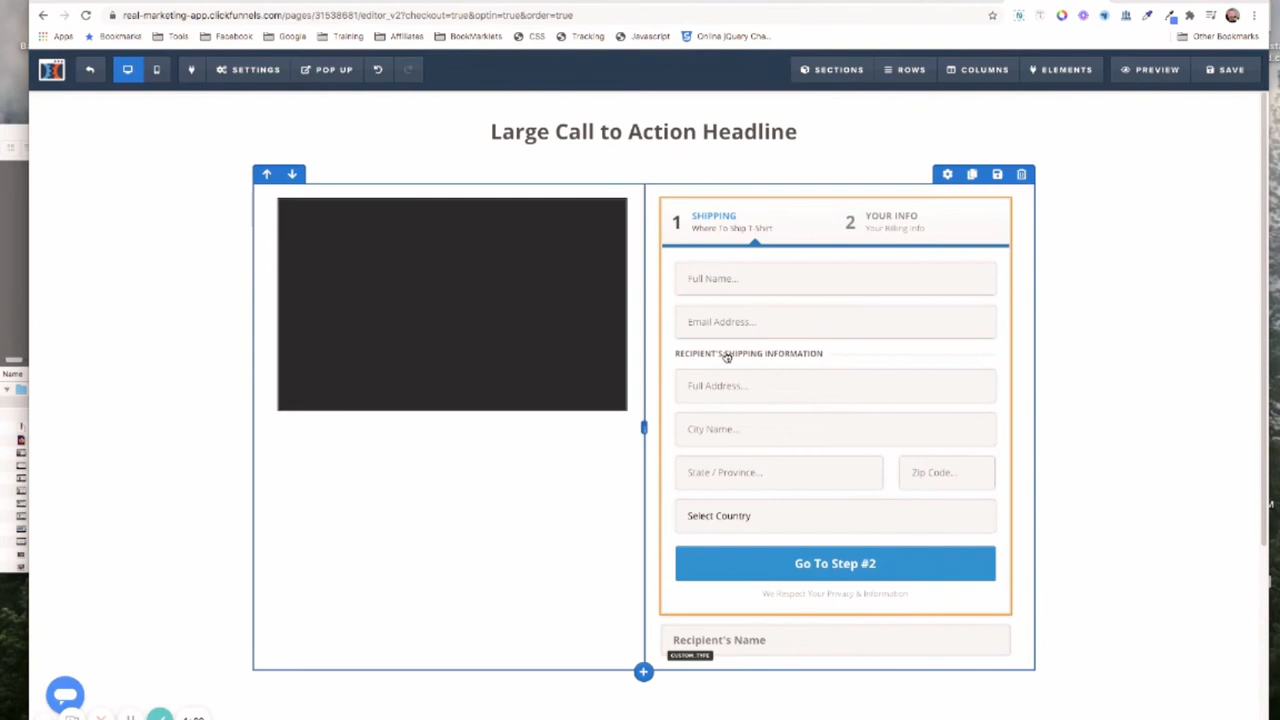 real-marketing-app.clickfunnels.com/pages/31538681/editor_v2?checkout=true&optin=true&order=true
Apps Bookmarks Tools Facebook Google Training Affiliates BookMarklets CSS Tracking Javascript Online jQuery Che... Other Bookmarks
SETTINGS POP UP SECTIONS ROWS COLUMNS ELEMENTS PREVIEW SAVE
Large Call to Action Headline
1 SHIPPING 2 YOUR INFO
Where To Ship T-Shirt Your Billing Info
Full Name...
Email Address...
RECIPIENT'S SHIPPING INFORMATION
Full Address...
Name
City Name...
State / Province... Zip Code...
Select Country
Go To Step #2
We Respect Your Privacy & Information
Recipient's Name
CUSTOM_TYPE